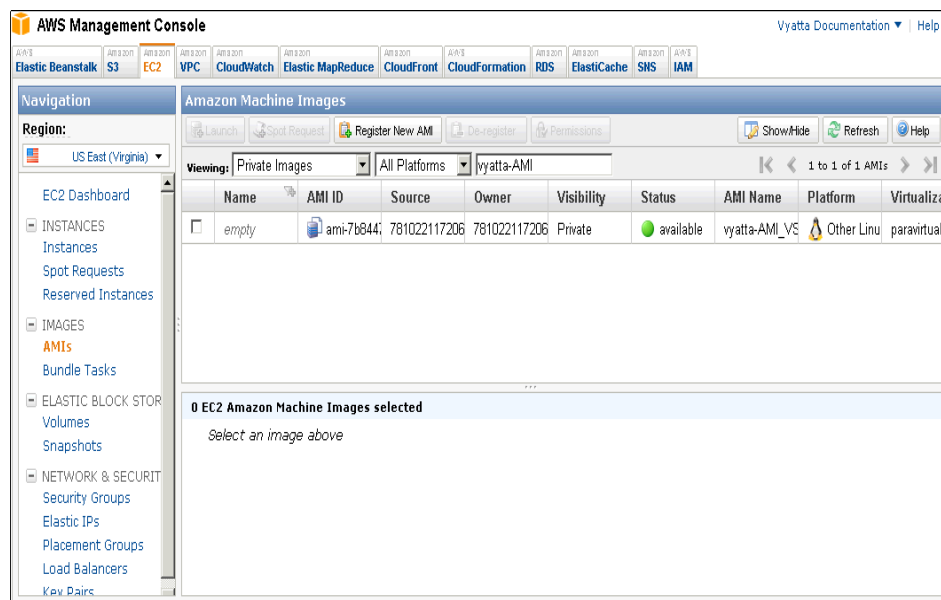 AWS Management Console
Vyatta Documentation ▼ | Help
AWS Elastic Beanstalk
Amazon S3
Amazon EC2
Amazon VPC
Amazon CloudWatch
Amazon Elastic MapReduce
Amazon CloudFront
AWS CloudFormation
Amazon RDS
Amazon ElastiCache
Amazon SNS
AWS IAM
Navigation
Region:
US East (Virginia) ▼
EC2 Dashboard
INSTANCES
Instances
Spot Requests
Reserved Instances
IMAGES
AMIs
Bundle Tasks
ELASTIC BLOCK STOR
Volumes
Snapshots
NETWORK & SECURIT
Security Groups
Elastic IPs
Placement Groups
Load Balancers
Key Pairs
Amazon Machine Images
Launch Spot Request Register New AMI De-register Permissions Show/Hide Refresh Help
Viewing: Private Images All Platforms vyatta-AMI 1 to 1 of 1 AMIs
Name AMI ID Source Owner Visibility Status AMI Name Platform Virtualiza
empty ami-7b844 781022117206 781022117206 Private available vyatta-AMI_VS Other Linu paravirtual
0 EC2 Amazon Machine Images selected
Select an image above